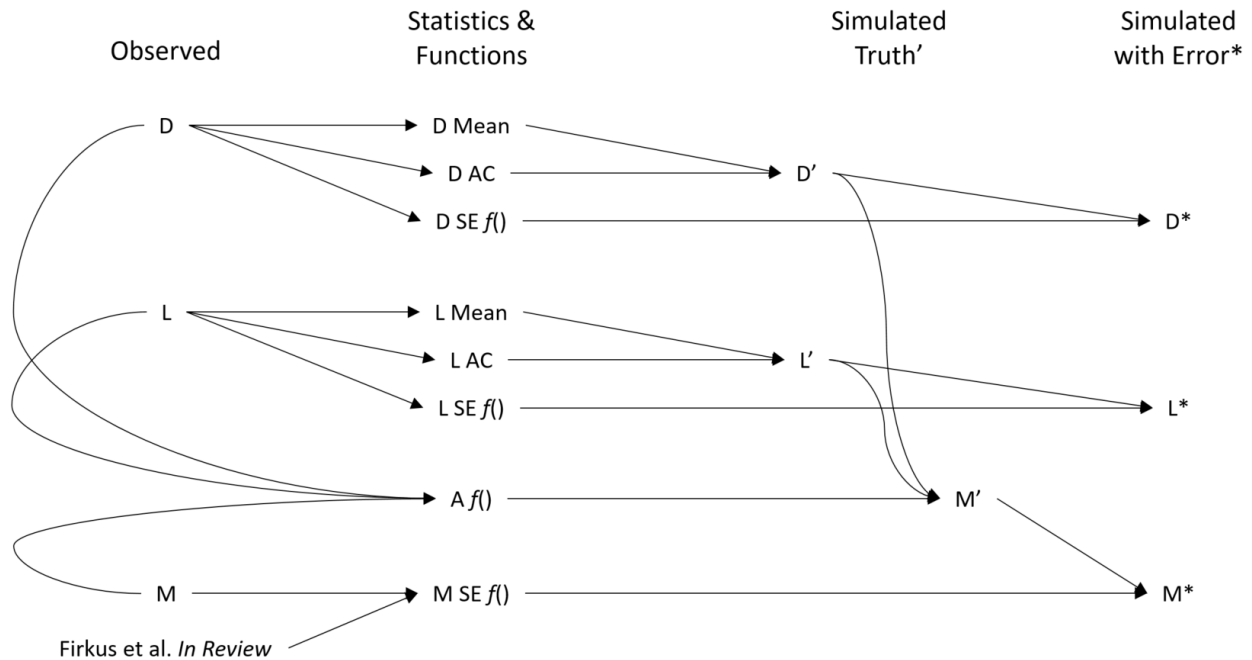 Observed
Statistics &
Functions
Simulated
Truth’
Simulated
with Error*
D
D Mean
D AC
D’
D SE f()
D*
L
L Mean
L AC
L’
L SE f()
L*
A f()
M’
M
M SE f()
M*
Firkus et al. In Review